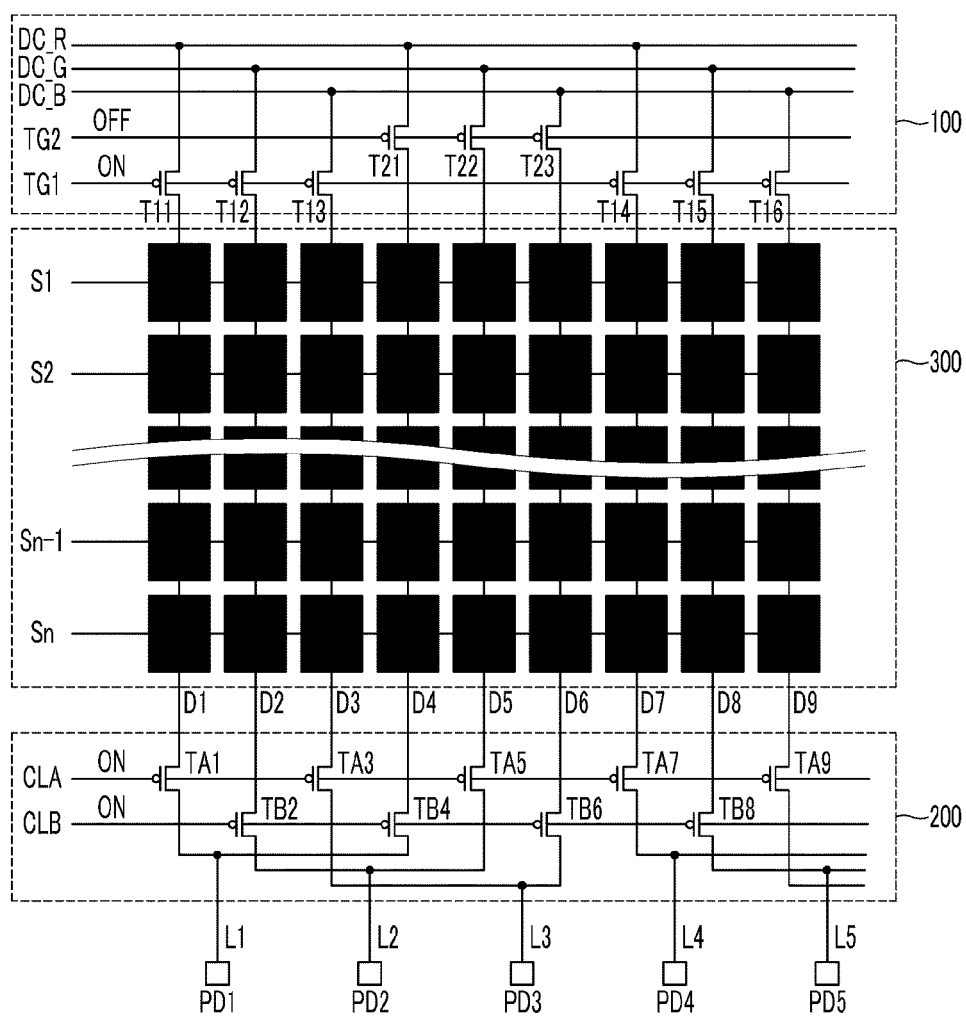 DC_R
DC_G
DC_B
OFF
TG2
T21 T22 T23
100
ON
TG1
T11 T12 T13 T14 T15 T16
S1
S2
300
Sn-1
Sn
D1 D2 D3 D4 D5 D6 D7 D8 D9
ON
CLA
TA1 TA3 TA5 TA7 TA9
ON
CLB
TB2 TB4 TB6 TB8
200
L1 L2 L3 L4 L5
PD1 PD2 PD3 PD4 PD5